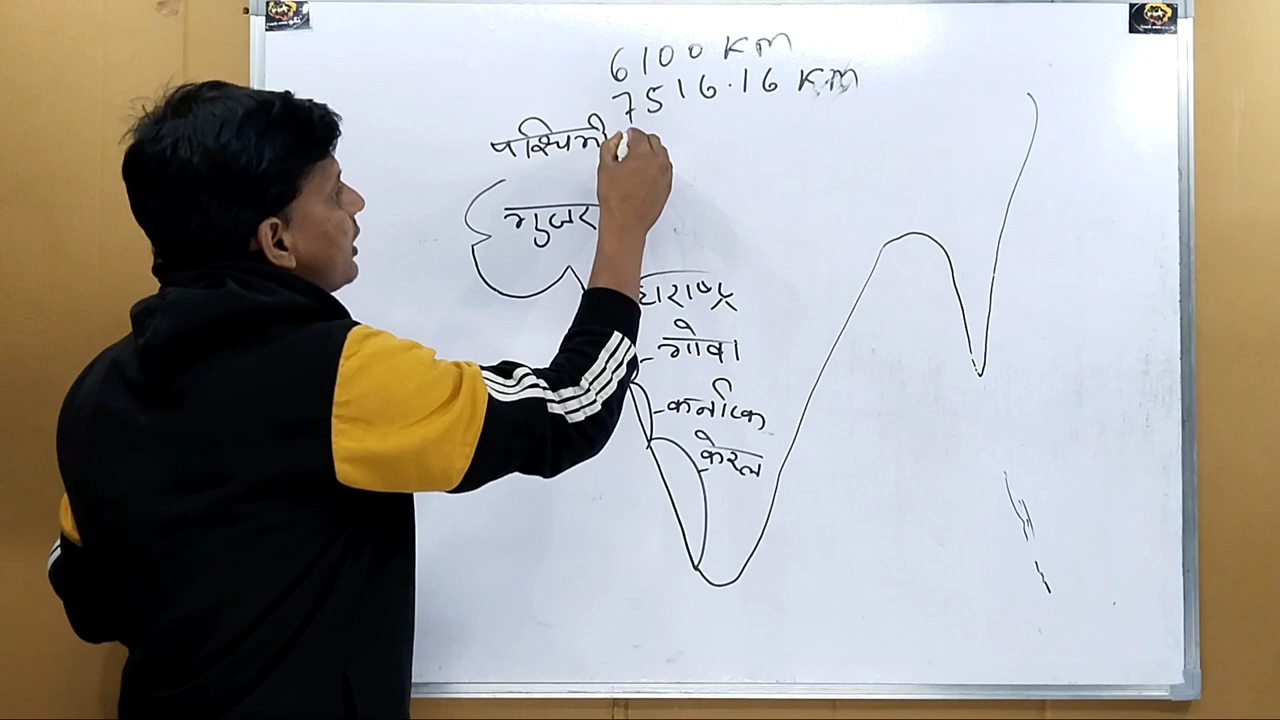 6100 KM
7516.16 KM
पश्चिमी
गुजर
हाराष्ट्र
गोवा
कर्नाटक
केरल